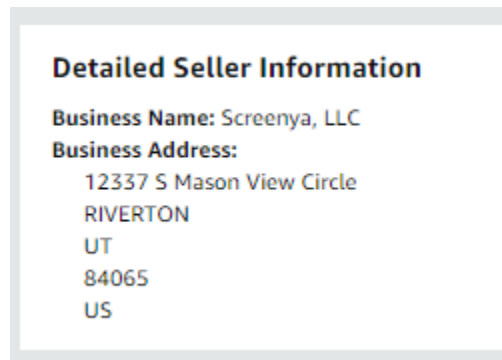 Detailed Seller Information
Business Name: Screenya, LLC
Business Address:
12337 S Mason View Circle
RIVERTON
UT
84065
US